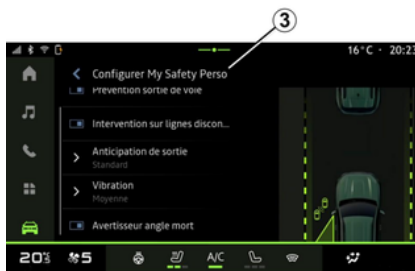 3
16°C · 20:23
Configurer My Safety Perso
Prévention sortie de voie
Intervention sur lignes discon...
Anticipation de sortie
Standard
Vibration
Moyenne
Avertisseur angle mort
20°5
5
A/C